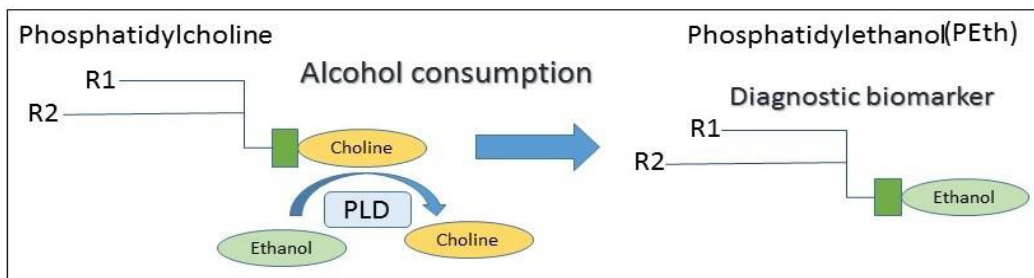 Phosphatidylcholine
R1
R2
Choline
PLD
Ethanol
Choline
Alcohol consumption
Phosphatidylethanol(PEth)
Diagnostic biomarker
R1
R2
Ethanol